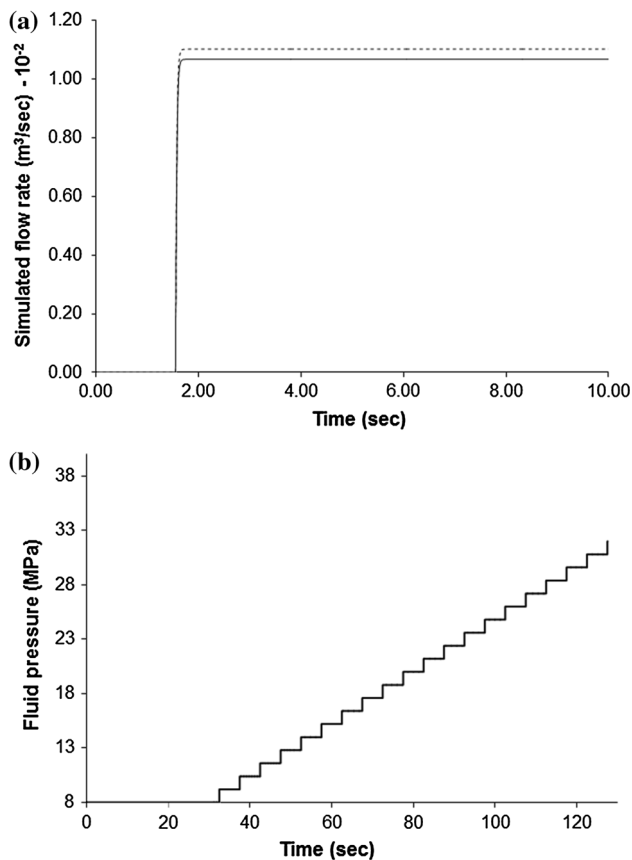 (a)
Simulated flow rate (m³/sec) - 10⁻²
1.20
1.00
0.80
0.60
0.40
0.20
0.00
0.00 2.00 4.00 6.00 8.00 10.00
Time (sec)
(b)
Fluid pressure (MPa)
38
33
28
23
18
13
8
0 20 40 60 80 100 120
Time (sec)